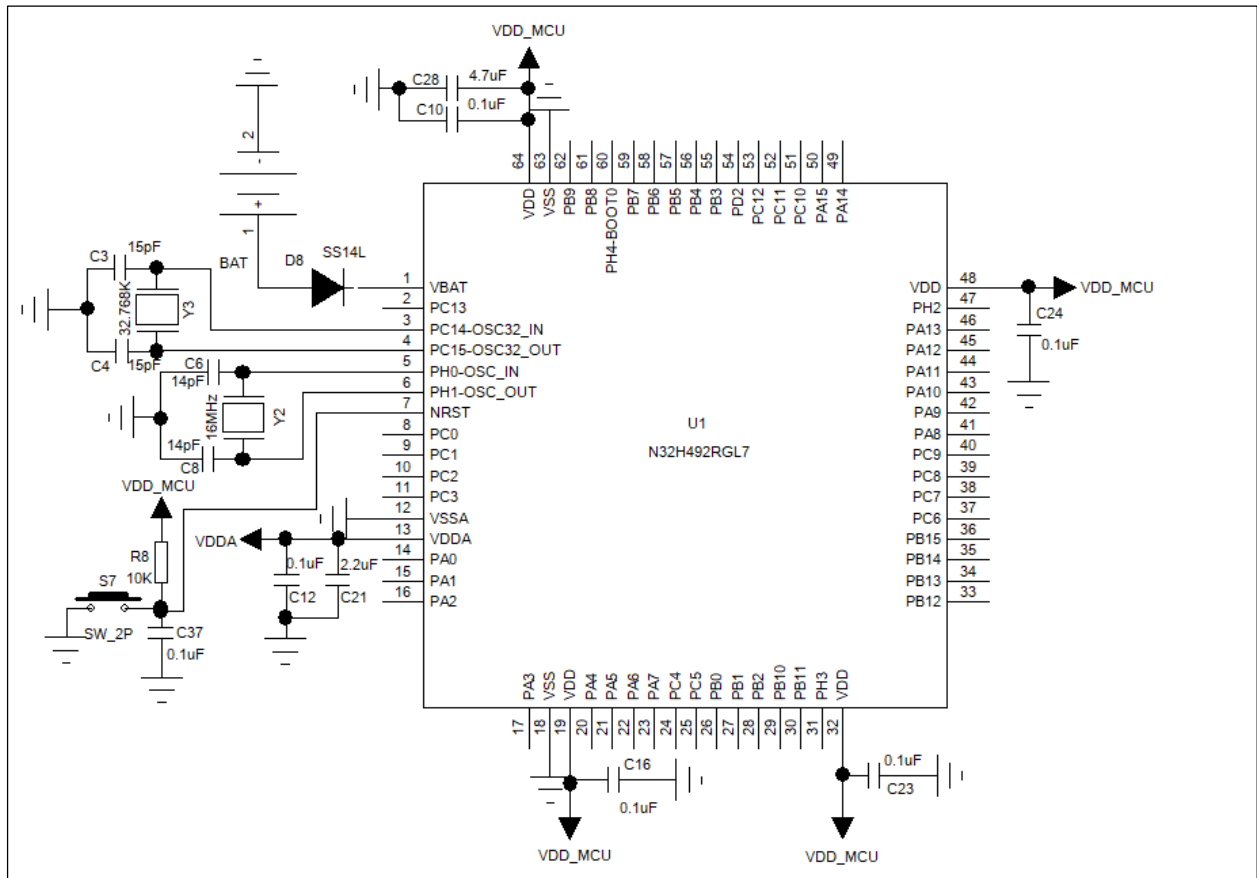 VDD_MCU
C28 4.7uF
C10 0.1uF
2
-
+
1
BAT
D8
SS14L
64 63 62 61 60 59 58 57 56 55 54 53 52 51 50 49
VDD VSS PB9 PB8 PH4-BOOT0 PB7 PB6 PB5 PB4 PB3 PD2 PC12 PC11 PC10 PA15 PA14
C3
15pF
32.768K
Y3
C4
15pF
C6
14pF
16MHz
Y2
14pF
C8
1 VBAT
2 PC13
3 PC14-OSC32_IN
4 PC15-OSC32_OUT
5 PH0-OSC_IN
6 PH1-OSC_OUT
7 NRST
8 PC0
9 PC1
10 PC2
11 PC3
12 VSSA
13 VDDA
14 PA0
15 PA1
16 PA2
U1
N32H492RGL7
VDD 48
PH2 47
PA13 46
PA12 45
PA11 44
PA10 43
PA9 42
PA8 41
PC9 40
PC8 39
PC7 38
PC6 37
PB15 36
PB14 35
PB13 34
PB12 33
VDD_MCU
C24
0.1uF
VDD_MCU
R8
10K
S7
SW_2P
C37
0.1uF
VDDA
0.1uF
C12
2.2uF
C21
PA3 VSS VDD PA4 PA5 PA6 PA7 PC4 PC5 PB0 PB1 PB2 PB10 PB11 PH3 VDD
17 18 19 20 21 22 23 24 25 26 27 28 29 30 31 32
C16
0.1uF
VDD_MCU
0.1uF
C23
VDD_MCU